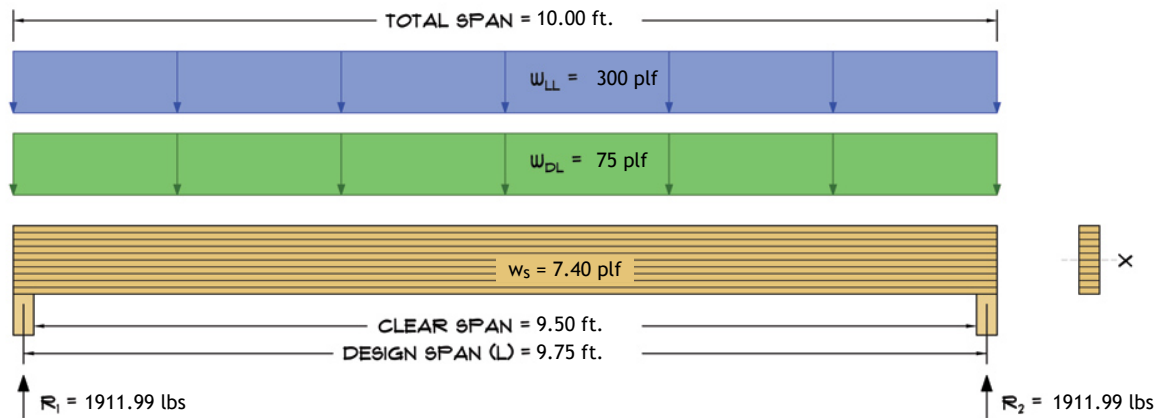 TOTAL SPAN = 10.00 ft.
WLL = 300 plf
WDL = 75 plf
ws = 7.40 plf
X
CLEAR SPAN = 9.50 ft.
DESIGN SPAN (L) = 9.75 ft.
R1 = 1911.99 lbs
R2 = 1911.99 lbs